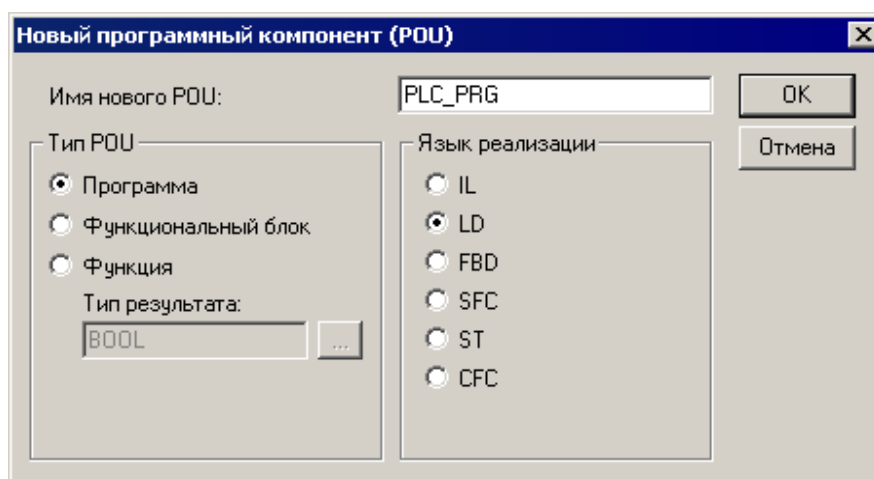 Новый программный компонент (POU)
Имя нового POU:
PLC_PRG
OK
Отмена
Тип POU
Программа
Функциональный блок
Функция
Тип результата:
BOOL
...
Язык реализации
IL
LD
FBD
SFC
ST
CFC